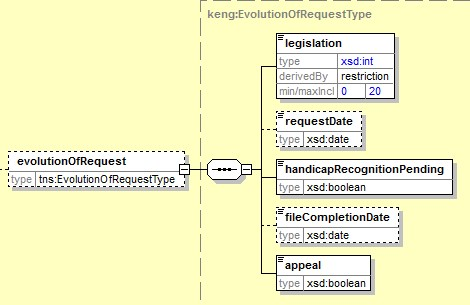 keng:EvolutionOfRequestType
legislation
type xsd:int
derivedBy restriction
min/maxIncl 0 20
requestDate
type xsd:date
evolutionOfRequest
type tns:EvolutionOfRequestType
handicapRecognitionPending
type xsd:boolean
fileCompletionDate
type xsd:date
appeal
type xsd:boolean